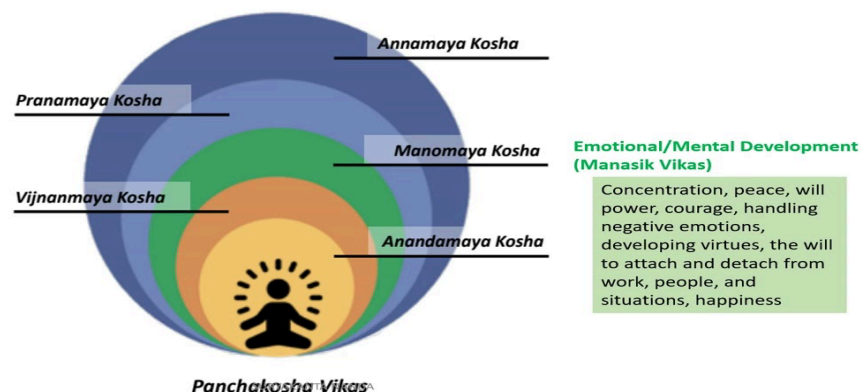 Annamaya Kosha
Pranamaya Kosha
Manomaya Kosha
Vijnanmaya Kosha
Anandamaya Kosha
Emotional/Mental Development
(Manasik Vikas)
Concentration, peace, will
power, courage, handling
negative emotions,
developing virtues, the will
to attach and detach from
work, people, and
situations, happiness
Panchakosha Vikas